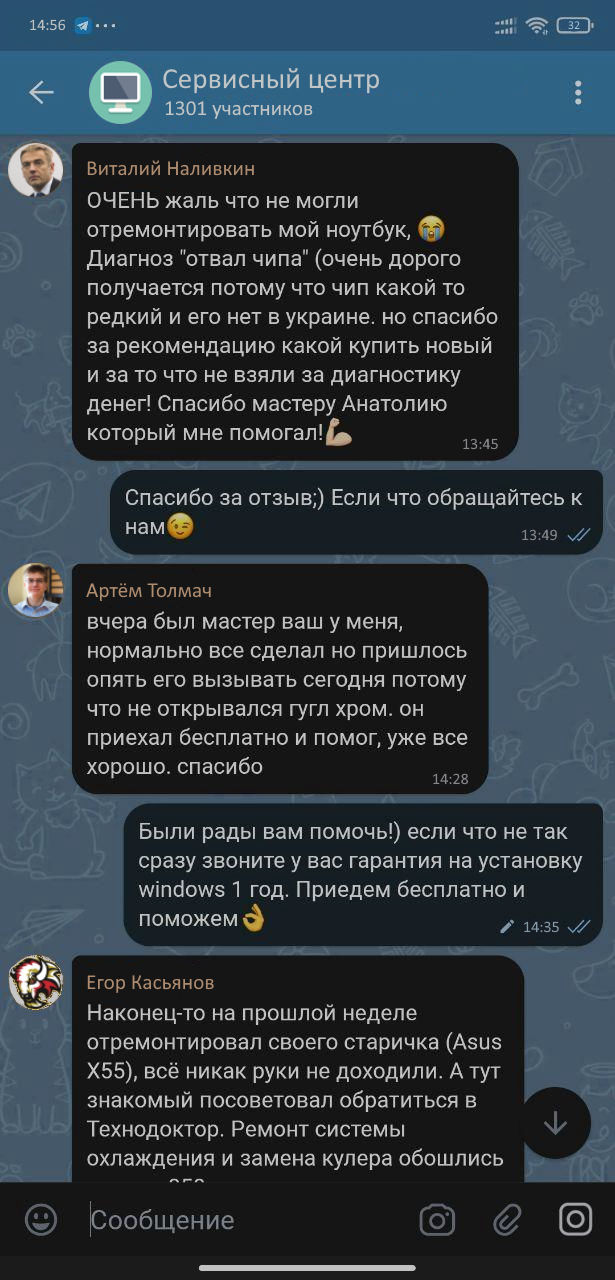 14:56
32
Сервисный центр
1301 участников
Виталий Наливкин
ОЧЕНЬ жаль что не могли
отремонтировать мой ноутбук, 😭
Диагноз "отвал чипа" (очень дорого
получается потому что чип какой то
редкий и его нет в украине. но спасибо
за рекомендацию какой купить новый
и за то что не взяли за диагностику
денег! Спасибо мастеру Анатолию
который мне помогал!💪
13:45
Спасибо за отзыв;) Если что обращайтесь к
нам😉
13:49
Артём Толмач
вчера был мастер ваш у меня,
нормально все сделал но пришлось
опять его вызывать сегодня потому
что не открывался гугл хром. он
приехал бесплатно и помог, уже все
хорошо. спасибо
14:28
Были рады вам помочь!) если что не так
сразу звоните у вас гарантия на установку
windows 1 год. Приедем бесплатно и
поможем👌
14:35
Егор Касьянов
Наконец-то на прошлой неделе
отремонтировал своего старичка (Asus
X55), всё никак руки не доходили. А тут
знакомый посоветовал обратиться в
Технодоктор. Ремонт системы
охлаждения и замена кулера обошлись
Сообщение